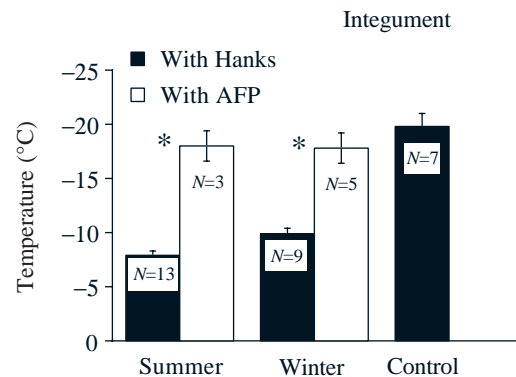 Integument
With Hanks
With AFP
Temperature (°C)
–25
–20
–15
–10
–5
0
*
*
N=13
N=3
N=9
N=5
N=7
Summer
Winter
Control